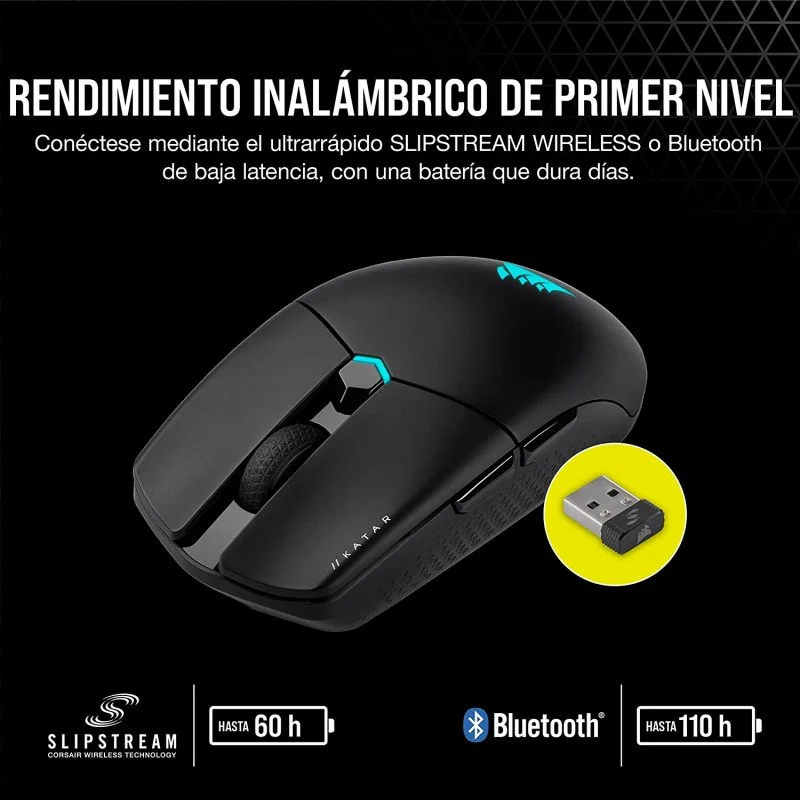 RENDIMIENTO INALÁMBRICO DE PRIMER NIVEL
Conéctese mediante el ultrarrápido SLIPSTREAM WIRELESS o Bluetooth
de baja latencia, con una batería que dura días.
// KATAR
SLIPSTREAM
CORSAIR WIRELESS TECHNOLOGY
HASTA 60 h
Bluetooth®
HASTA 110 h